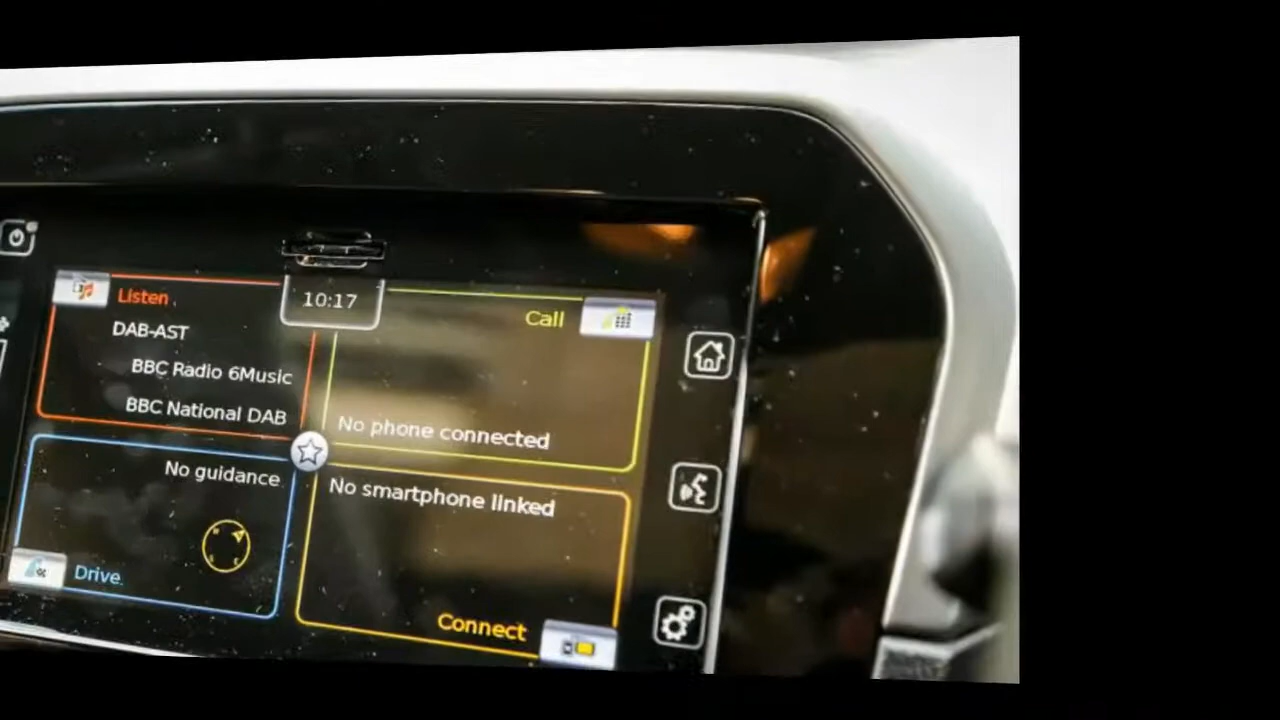 Listen
10:17
Call
DAB-AST
BBC Radio 6Music
BBC National DAB
No phone connected
No guidance
No smartphone linked
Drive
Connect